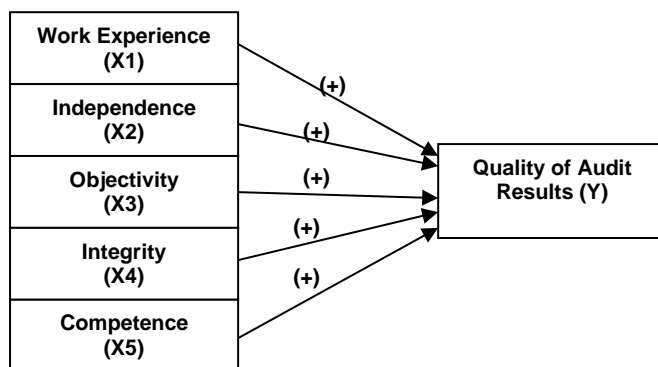 Work Experience
(X1)
(+)
Independence
(X2)
(+)
Objectivity
(X3)
(+)
Integrity
(X4)
(+)
Competence
(X5)
(+)
Quality of Audit
Results (Y)